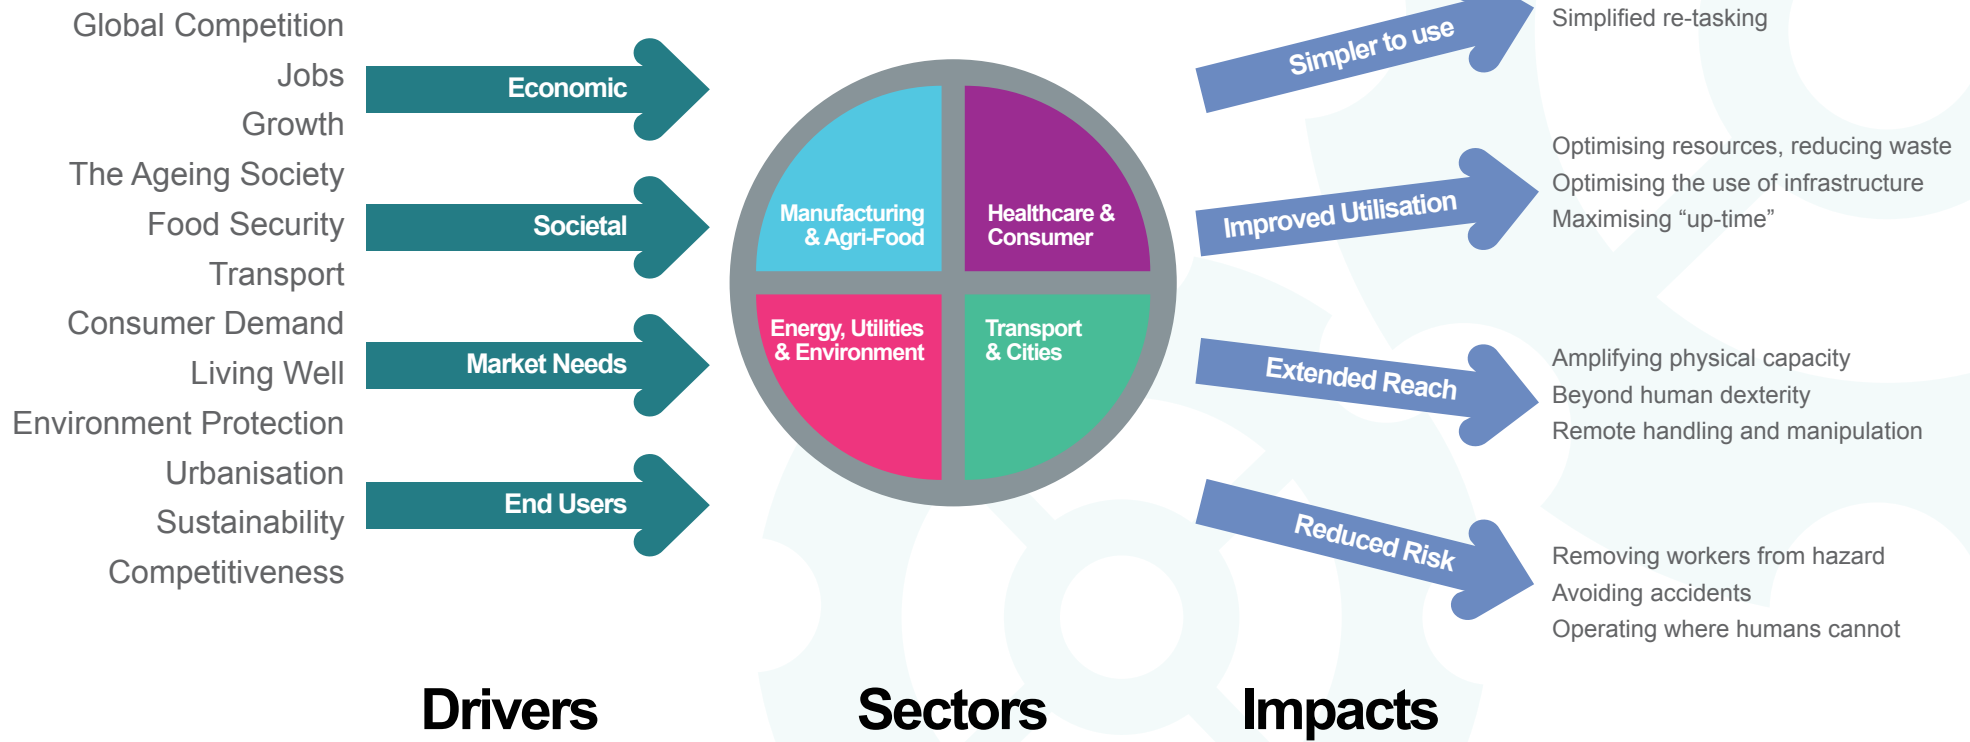 Global Competition
Jobs
Growth
The Ageing Society
Food Security
Transport
Consumer Demand
Living Well
Environment Protection
Urbanisation
Sustainability
Competitiveness
Economic
Societal
Market Needs
End Users
Manufacturing
& Agri-Food
Healthcare &
Consumer
Energy, Utilities
& Environment
Transport
& Cities
Simpler to use
Simplified re-tasking
Improved Utilisation
Optimising resources, reducing waste
Optimising the use of infrastructure
Maximising “up-time”
Extended Reach
Amplifying physical capacity
Beyond human dexterity
Remote handling and manipulation
Reduced Risk
Removing workers from hazard
Avoiding accidents
Operating where humans cannot
Drivers
Sectors
Impacts